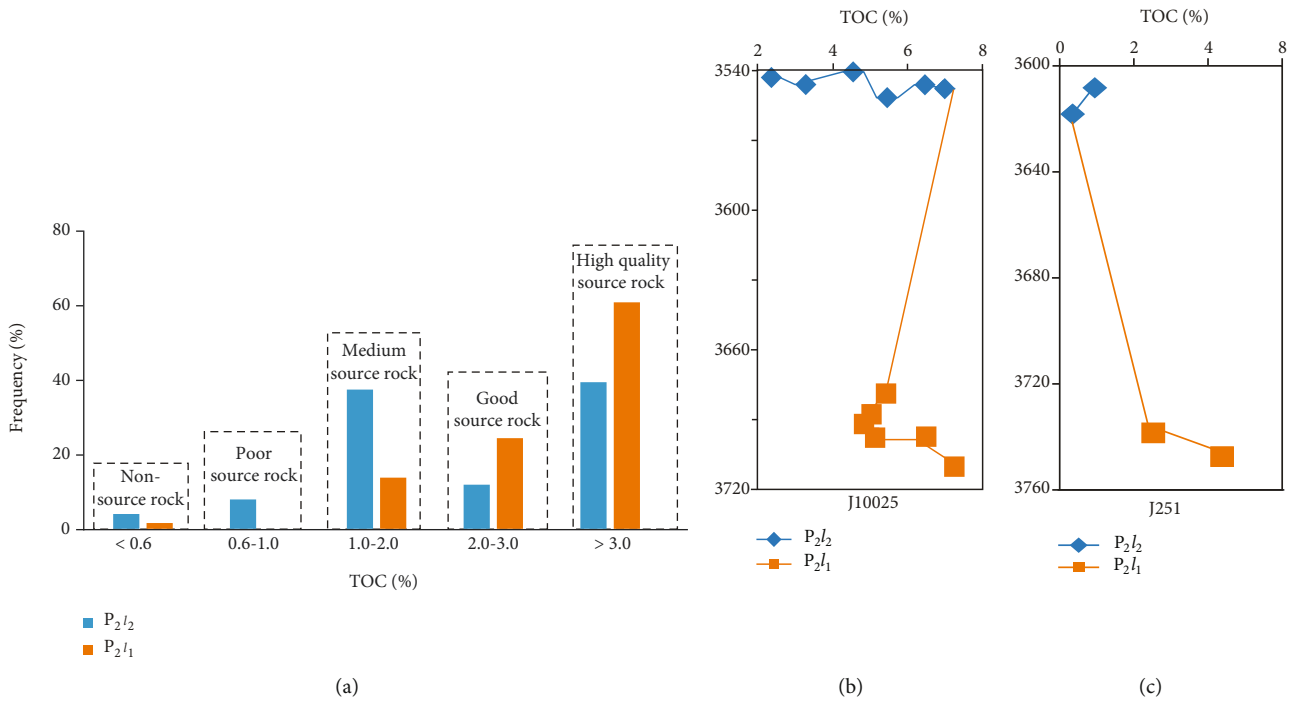 80
60
40
20
0
Frequency (%)
Non-
source rock
Poor
source rock
Medium
source rock
Good
source rock
High quality
source rock
< 0.6
0.6-1.0
1.0-2.0
2.0-3.0
> 3.0
TOC (%)
P2l2
P2l1
(a)
TOC (%)
2
4
6
8
3540
3600
3660
3720
J10025
P2l2
P2l1
(b)
TOC (%)
0
2
4
8
3600
3640
3680
3720
3760
J251
P2l2
P2l1
(c)